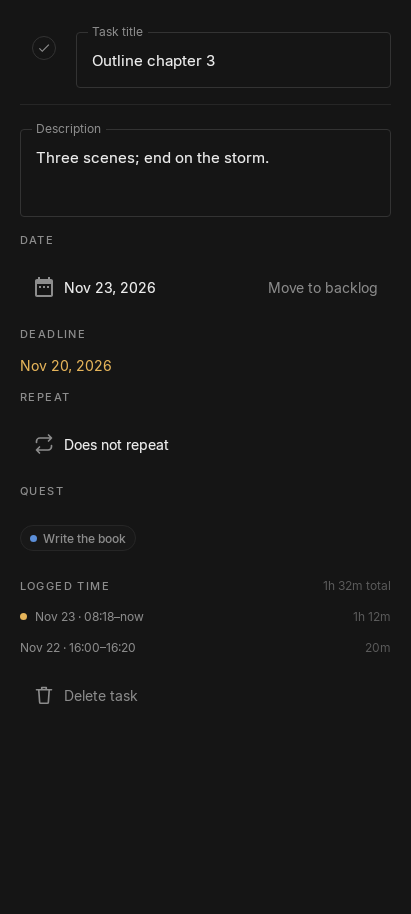 Task title
Outline chapter 3
Description
Three scenes; end on the storm.
DATE
Nov 23, 2026
Move to backlog
DEADLINE
Nov 20, 2026
REPEAT
Does not repeat
QUEST
Write the book
LOGGED TIME
1h 32m total
Nov 23 · 08:18–now
1h 12m
Nov 22 · 16:00–16:20
20m
Delete task